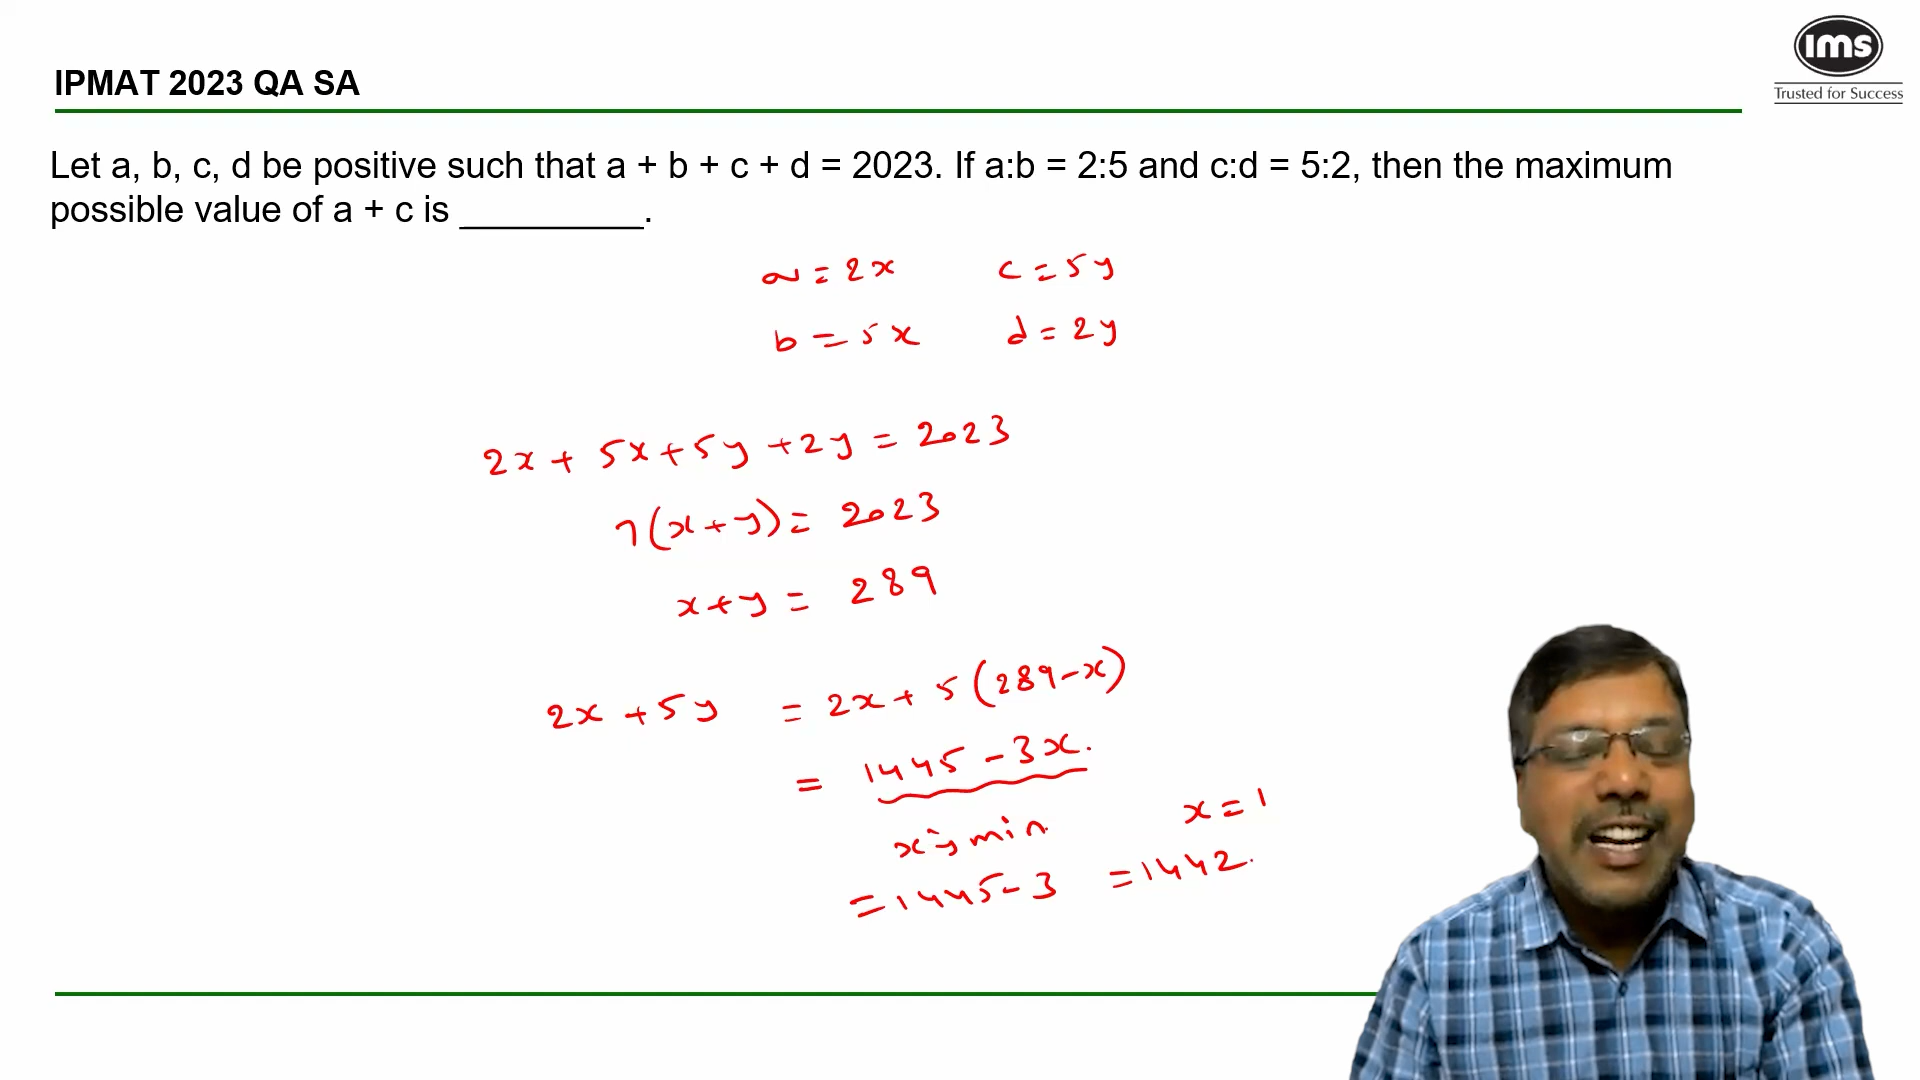 ims
Trusted for Success
IPMAT 2023 QA SA
Let a, b, c, d be positive such that a + b + c + d = 2023. If a:b = 2:5 and c:d = 5:2, then the maximum
possible value of a + c is _________.
a = 2x c = 5y
b = 5x d = 2y
2x + 5x + 5y + 2y = 2023
7(x+y) = 2023
x+y = 289
2x + 5y = 2x + 5(289-x)
= 1445 - 3x.
x is min x = 1
= 1445 - 3 = 1442.